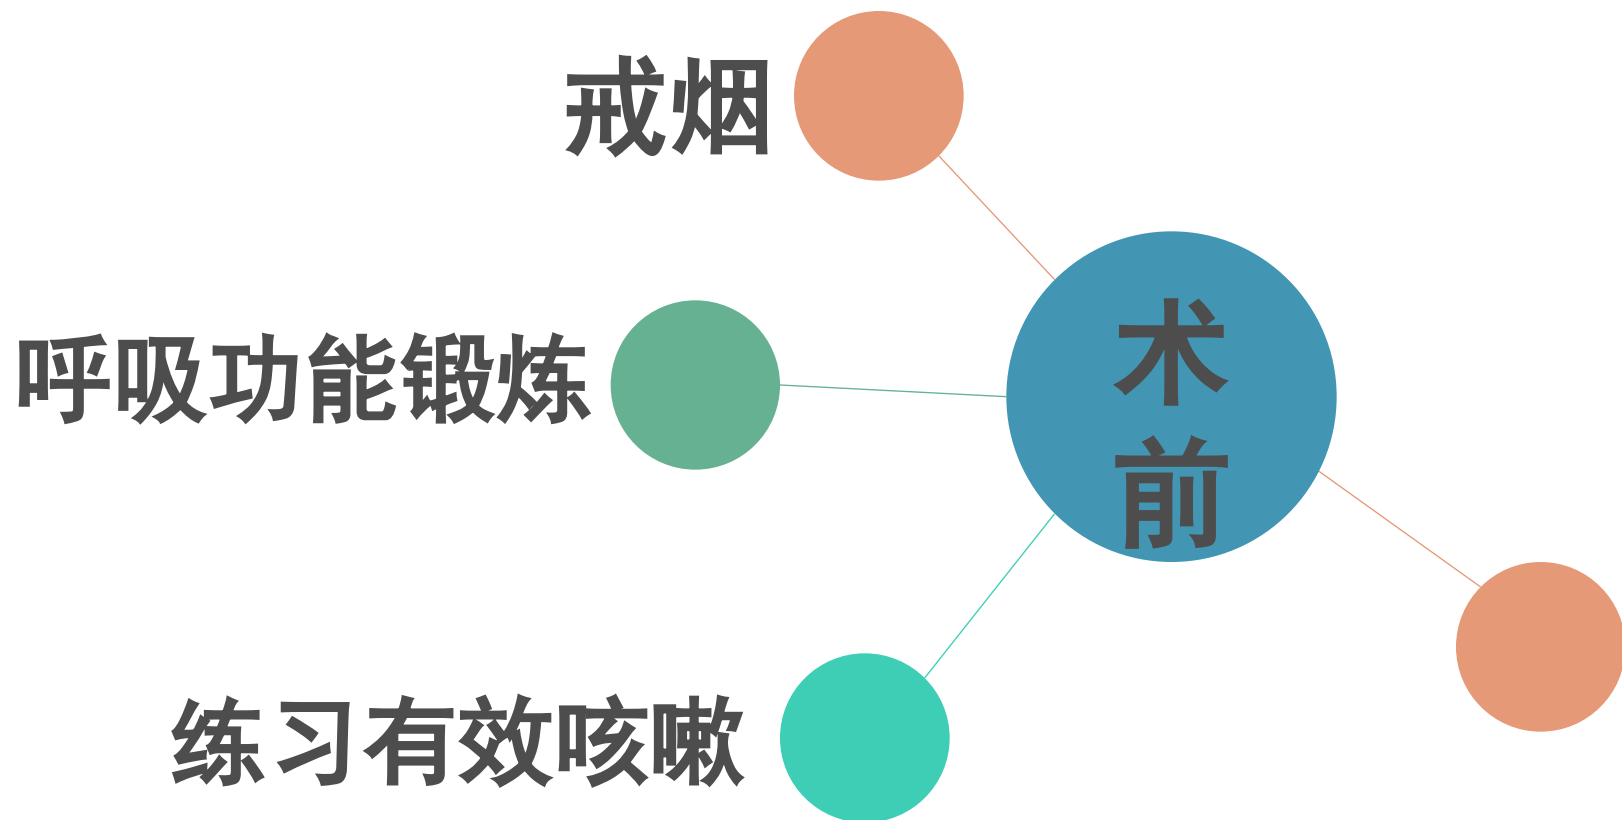 戒烟
呼吸功能锻炼
术
前
练习有效咳嗽